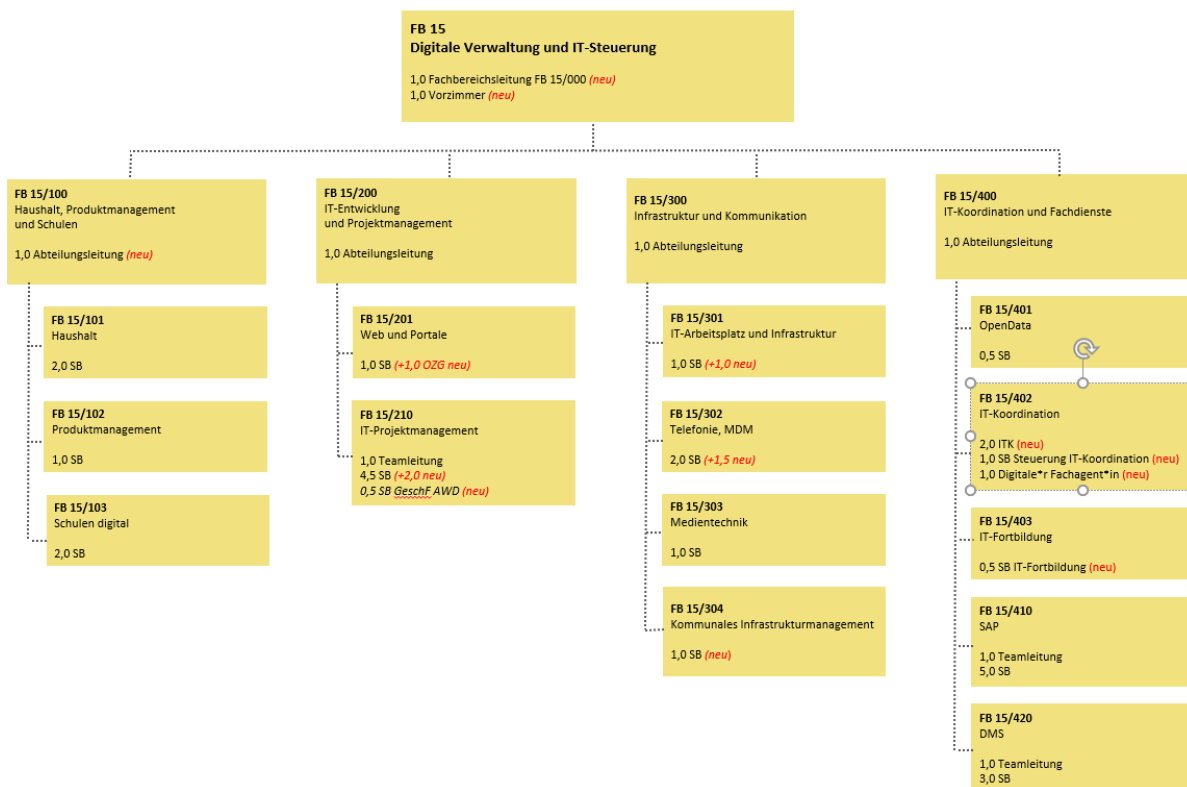 FB 15
Digitale Verwaltung und IT-Steuerung
1,0 Fachbereichsleitung FB 15/000 (neu)
1,0 Vorzimmer (neu)
FB 15/100
Haushalt, Produktmanagement
und Schulen
1,0 Abteilungsleitung (neu)
FB 15/101
Haushalt
2,0 SB
FB 15/102
Produktmanagement
1,0 SB
FB 15/103
Schulen digital
2,0 SB
FB 15/200
IT-Entwicklung
und Projektmanagement
1,0 Abteilungsleitung
FB 15/201
Web und Portale
1,0 SB (+1,0 OZG neu)
FB 15/210
IT-Projektmanagement
1,0 Teamleitung
4,5 SB (+2,0 neu)
0,5 SB GeschF AWD (neu)
FB 15/300
Infrastruktur und Kommunikation
1,0 Abteilungsleitung
FB 15/301
IT-Arbeitsplatz und Infrastruktur
1,0 SB (+1,0 neu)
FB 15/302
Telefonie, MDM
2,0 SB (+1,5 neu)
FB 15/303
Medientechnik
1,0 SB
FB 15/304
Kommunales Infrastrukturmanagement
1,0 SB (neu)
FB 15/400
IT-Koordination und Fachdienste
1,0 Abteilungsleitung
FB 15/401
OpenData
0,5 SB
FB 15/402
IT-Koordination
2,0 ITK (neu)
1,0 SB Steuerung IT-Koordination (neu)
1,0 Digitale*r Fachagent*in (neu)
FB 15/403
IT-Fortbildung
0,5 SB IT-Fortbildung (neu)
FB 15/410
SAP
1,0 Teamleitung
5,0 SB
FB 15/420
DMS
1,0 Teamleitung
3,0 SB